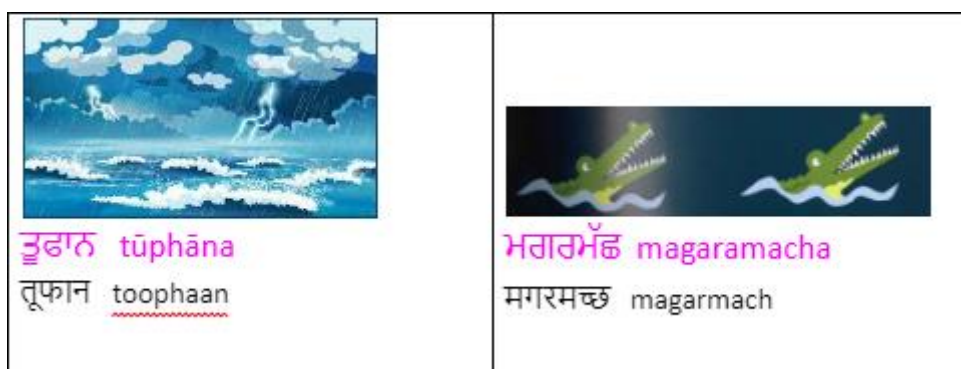 ਤੂਫਾਨ tūphāna
तूफान toophaan
ਮਗਰਮੱਛ magaramacha
मगरमच्छ magarmach